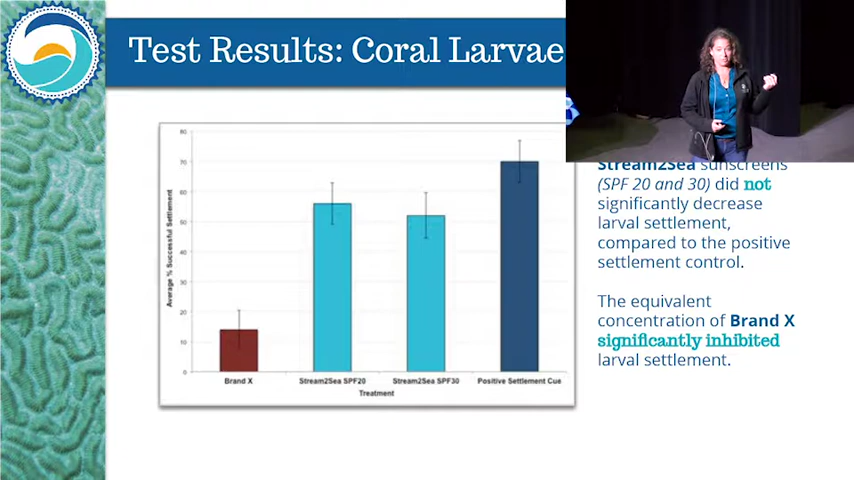 Test Results: Coral Larvae
80
70
60
50
40
30
20
10
0
Average % Successful Settlement
Brand X
Stream2Sea SPF20
Stream2Sea SPF30
Positive Settlement Cue
Treatment
Stream2Sea sunscreens
(SPF 20 and 30) did not
significantly decrease
larval settlement,
compared to the positive
settlement control.
The equivalent
concentration of Brand X
significantly inhibited
larval settlement.